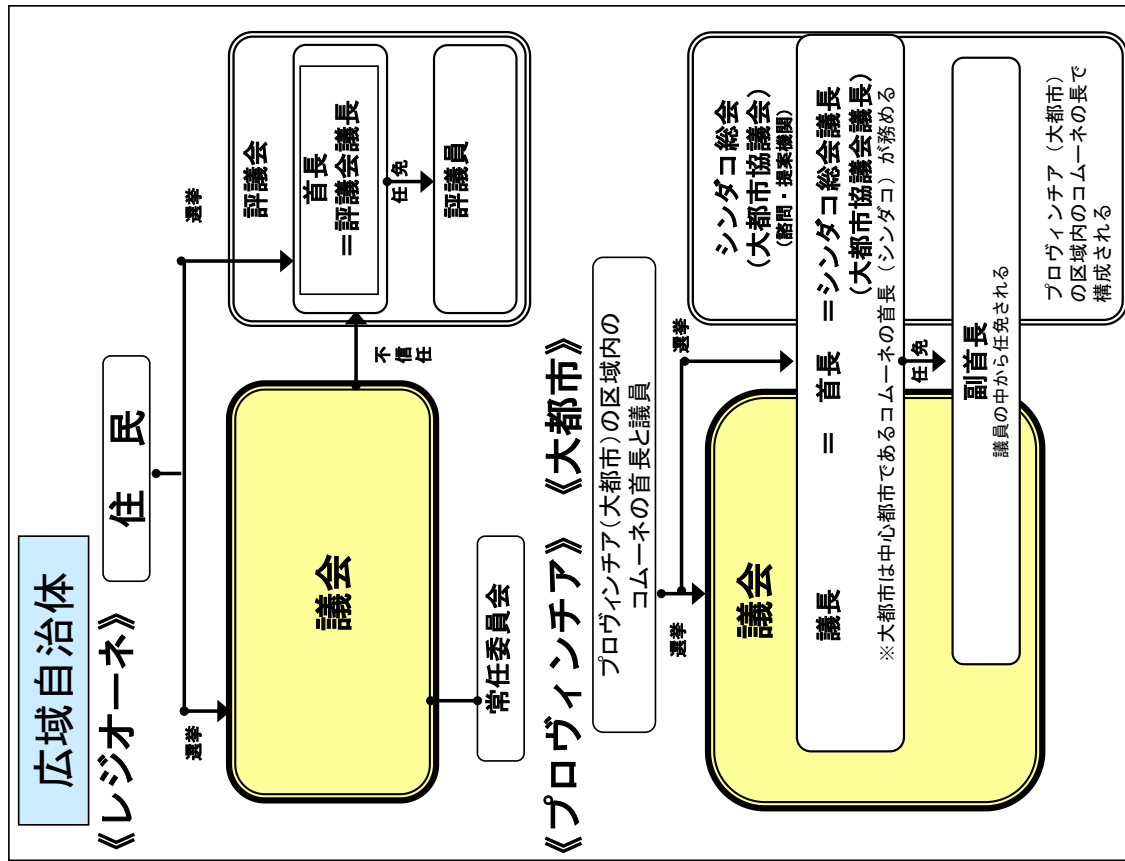 広域自治体
《レジオーネ》
住 民
選挙
選挙
議会
常任委員会
不信任
評議会
首長
＝評議会議長
任免
評議員
《プロヴィンチア》 《大都市》
プロヴィンチア（大都市）の区域内の
コムーネの首長と議員
選挙
選挙
議会
シンダコ総会
（大都市協議会）
（諮問・提案機関）
議長 ＝ 首長 ＝シンダコ総会議長
（大都市協議会議長）
※大都市は中心都市であるコムーネの首長（シンダコ）が務める
任免
副首長
議員の中から任免される
プロヴィンチア（大都市）
の区域内のコムーネの長で
構成される